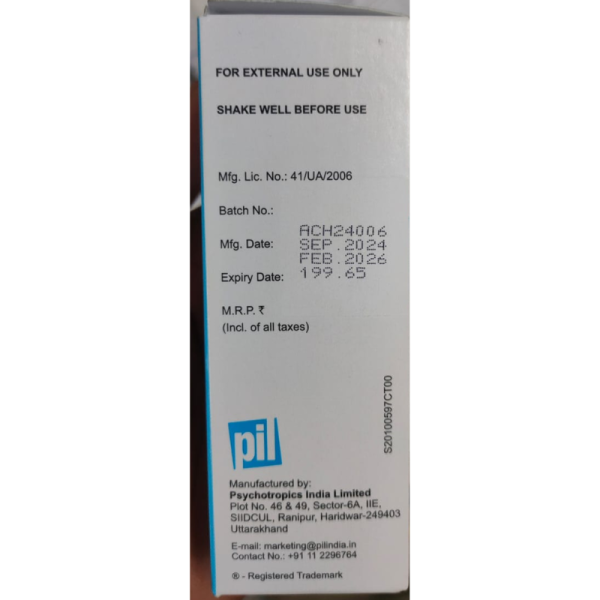 FOR EXTERNAL USE ONLY
SHAKE WELL BEFORE USE
Mfg. Lic. No.: 41/UA/2006
Batch No.:
ACH24006
Mfg. Date:
SEP.2024
FEB.2026
Expiry Date:
199.65
M.R.P. ₹
(Incl. of all taxes)
S20100597CT00
pil
Manufactured by:
Psychotropics India Limited
Plot No. 46 & 49, Sector-6A, IIE,
SIIDCUL, Ranipur, Haridwar-249403
Uttarakhand
E-mail: marketing@pilindia.in
Contact No.: +91 11 2296764
® - Registered Trademark